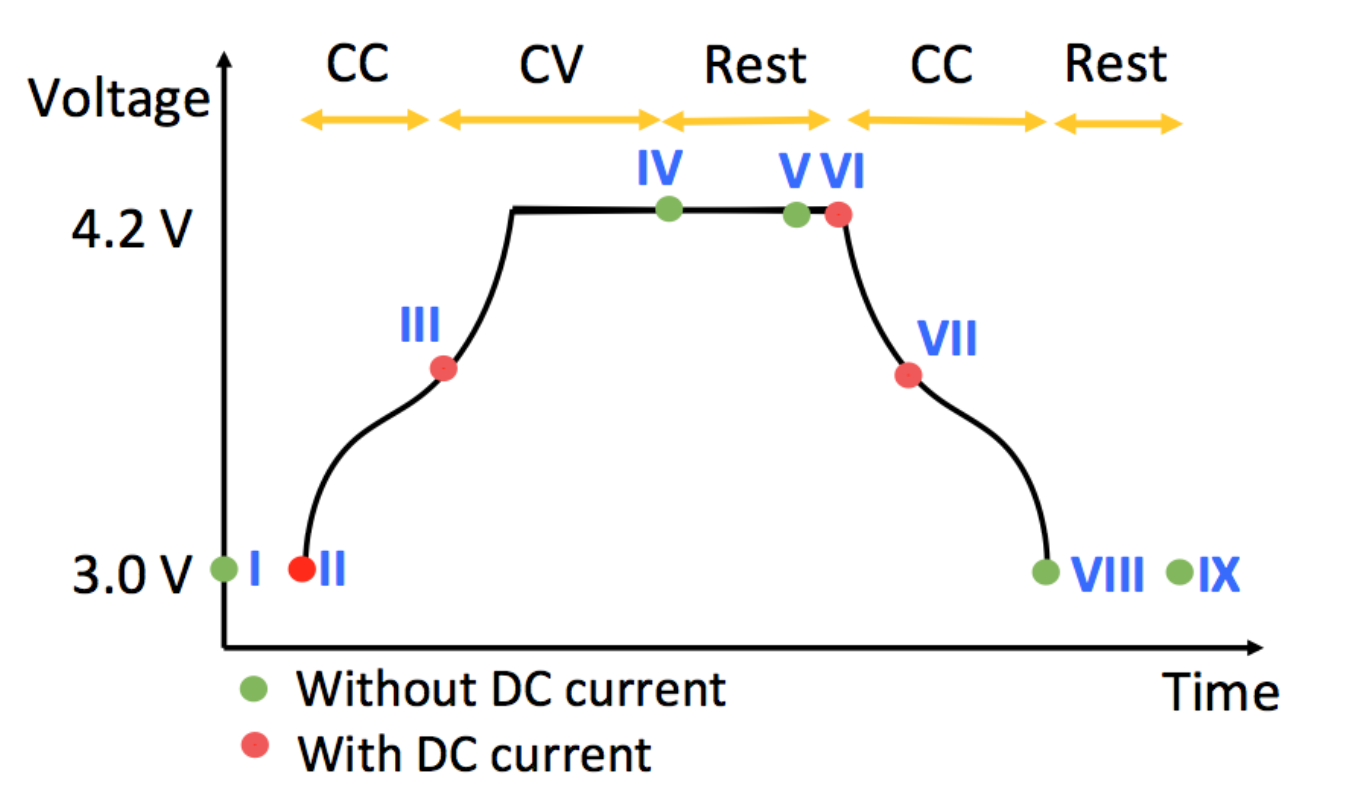 CC CV Rest CC Rest
Voltage
IV V VI
4.2 V
III VII
3.0 V I II VIII IX
Without DC current
Time
With DC current